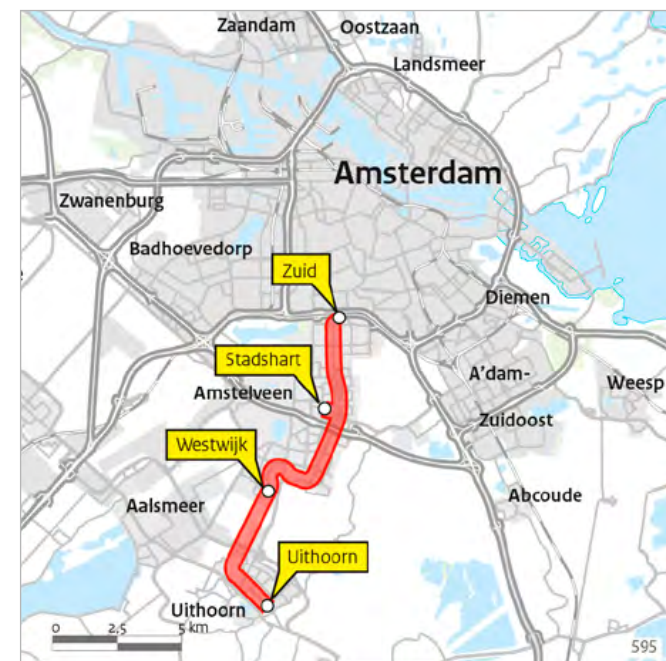 Zaandam
Oostzaan
Landsmeer
Amsterdam
Zwanenburg
Badhoevedorp
Zuid
Diemen
Stadshart
A'dam-
Zuidoost
Weesp
Amstelveen
Westwijk
Aalsmeer
Abcoude
Uithoorn
Uithoorn
0 2,5 5 km
595